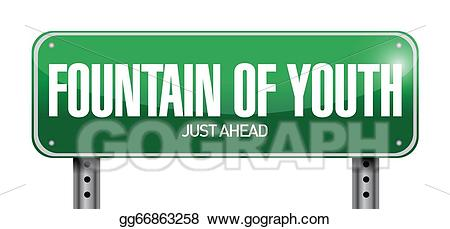 FOUNTAIN OF YOUTH
JUST AHEAD
GOGRAPH
gg66863258 www.gograph.com